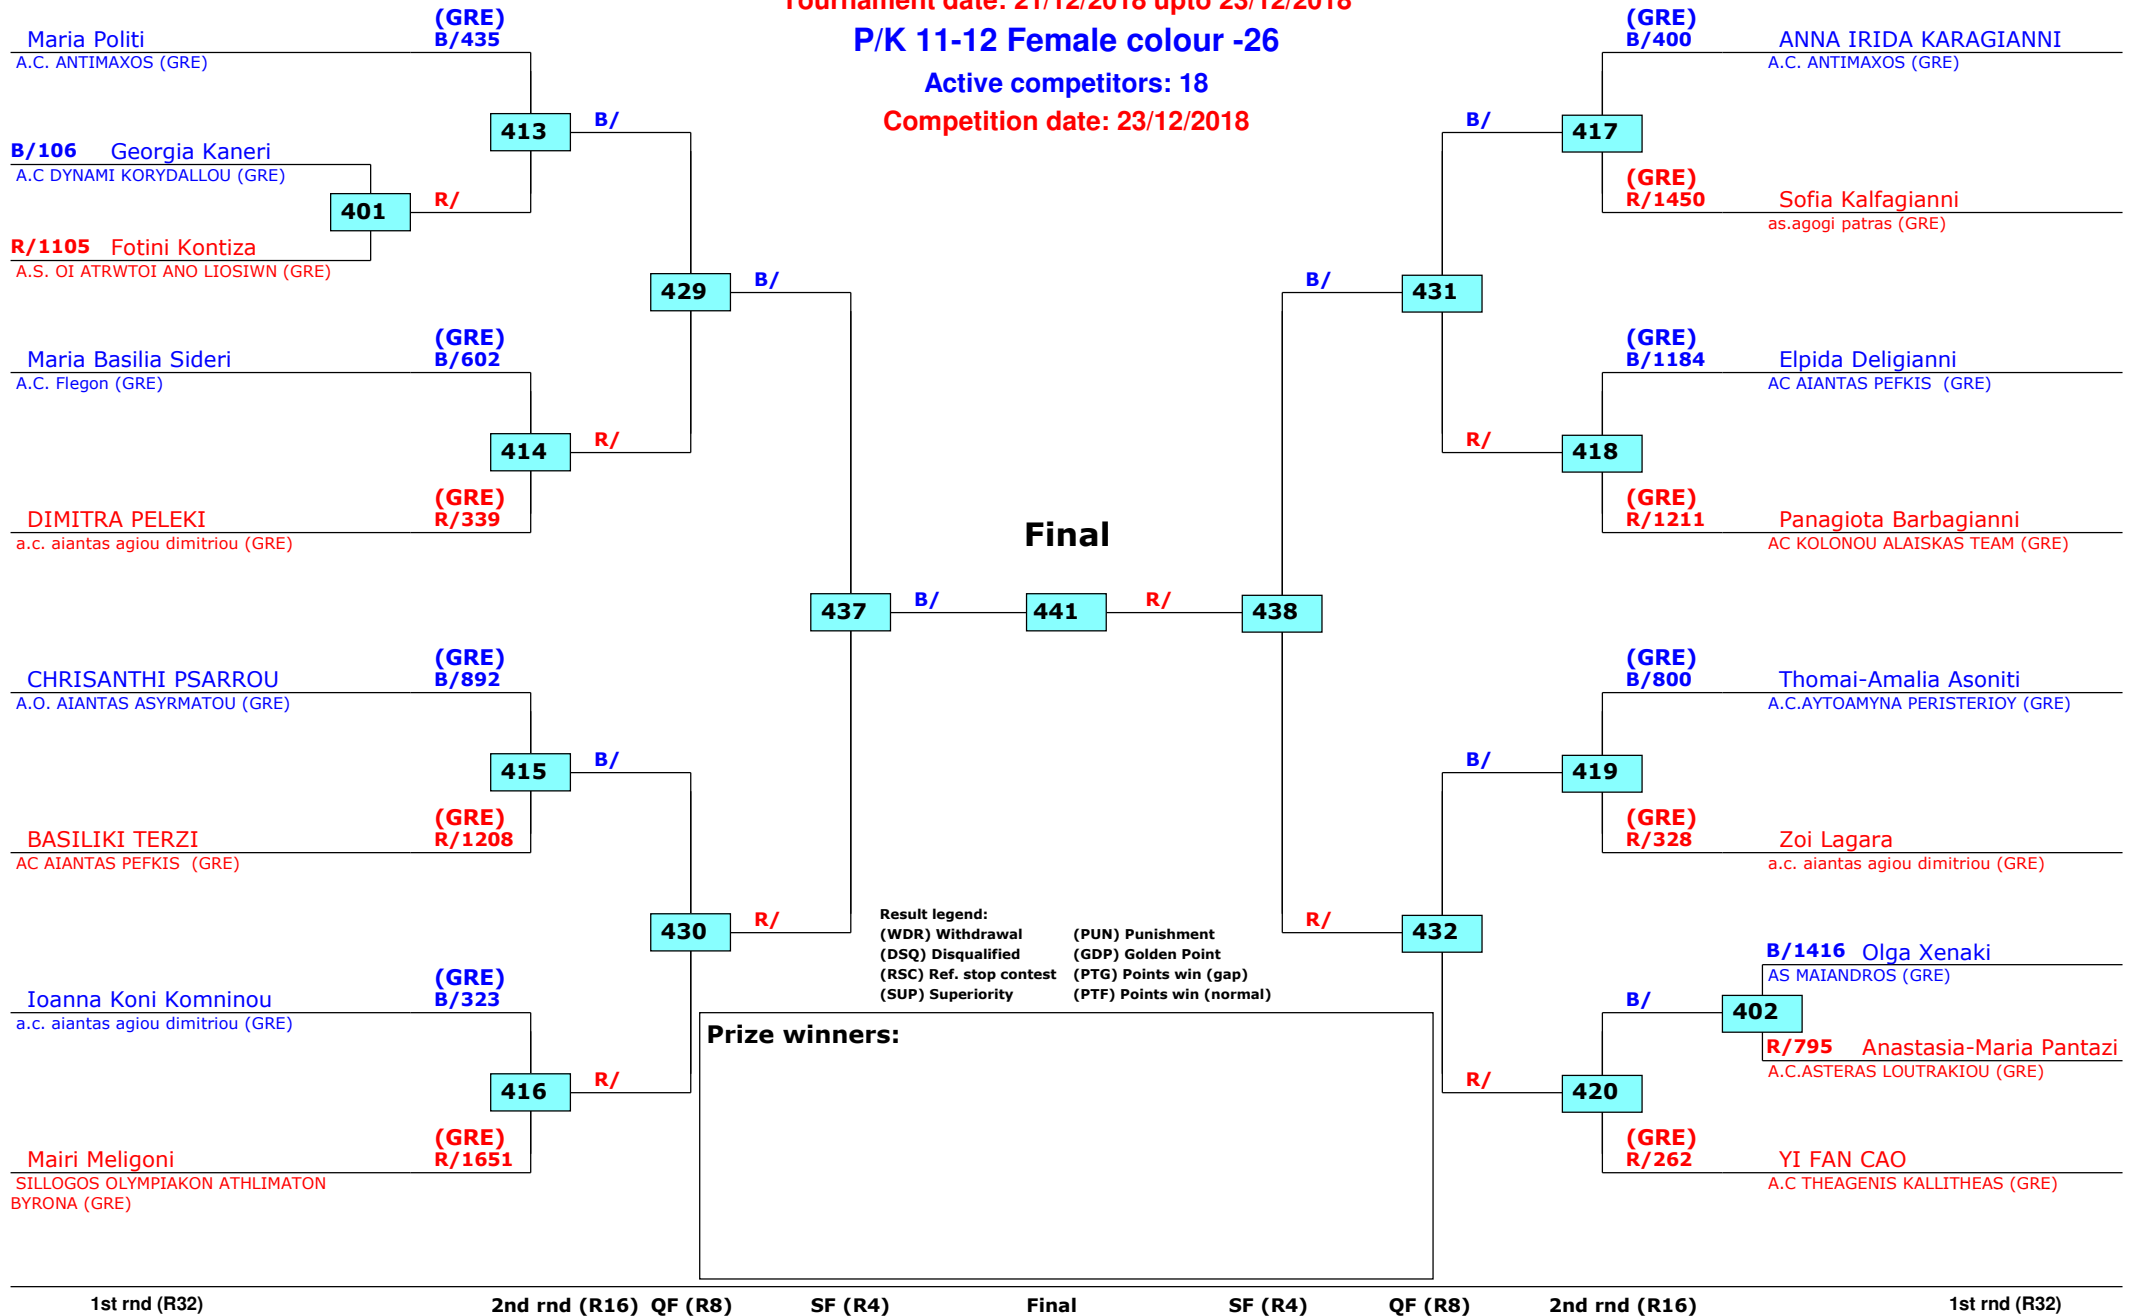 Tournament date: 21/12/2018 upto 23/12/2018
P/K 11-12 Female colour -26
Active competitors: 18
Competition date: 23/12/2018
(GRE)
Maria Politi B/435
A.C. ANTIMAXOS (GRE)
413
B/
B/106 Georgia Kaneri
A.C DYNAMI KORYDALLOU (GRE)
401
R/
R/1105 Fotini Kontiza
A.S. OI ATRWTOI ANO LIOSIWN (GRE)
429
B/
(GRE)
Maria Basilia Sideri B/602
A.C. Flegon (GRE)
414
R/
(GRE)
DIMITRA PELEKI R/339
a.c. aiantas agiou dimitriou (GRE)
437
B/
(GRE)
CHRISANTHI PSARROU B/892
A.O. AIANTAS ASYRMATOU (GRE)
415
B/
(GRE)
BASILIKI TERZI R/1208
AC AIANTAS PEFKIS (GRE)
430
R/
(GRE)
Ioanna Koni Komninou B/323
a.c. aiantas agiou dimitriou (GRE)
416
R/
(GRE)
Mairi Meligoni R/1651
SILLOGOS OLYMPIAKON ATHLIMATON
BYRONA (GRE)
Final
441
R/
438
(GRE)
B/400 ANNA IRIDA KARAGIANNI
A.C. ANTIMAXOS (GRE)
B/
417
(GRE)
R/1450 Sofia Kalfagianni
as.agogi patras (GRE)
B/
431
(GRE)
B/1184 Elpida Deligianni
AC AIANTAS PEFKIS (GRE)
R/
418
(GRE)
R/1211 Panagiota Barbagianni
AC KOLONOU ALAISKAS TEAM (GRE)
(GRE)
B/800 Thomai-Amalia Asoniti
A.C.AYTOAMYNA PERISTERIOY (GRE)
B/
419
(GRE)
R/328 Zoi Lagara
a.c. aiantas agiou dimitriou (GRE)
R/
432
B/1416 Olga Xenaki
AS MAIANDROS (GRE)
B/
402
R/795 Anastasia-Maria Pantazi
A.C.ASTERAS LOUTRAKIOU (GRE)
R/
420
(GRE)
R/262 YI FAN CAO
A.C THEAGENIS KALLITHEAS (GRE)
Result legend:
(WDR) Withdrawal (PUN) Punishment
(DSQ) Disqualified (GDP) Golden Point
(RSC) Ref. stop contest (PTG) Points win (gap)
(SUP) Superiority (PTF) Points win (normal)
Prize winners:
1st rnd (R32) 2nd rnd (R16) QF (R8) SF (R4) Final SF (R4) QF (R8) 2nd rnd (R16) 1st rnd (R32)